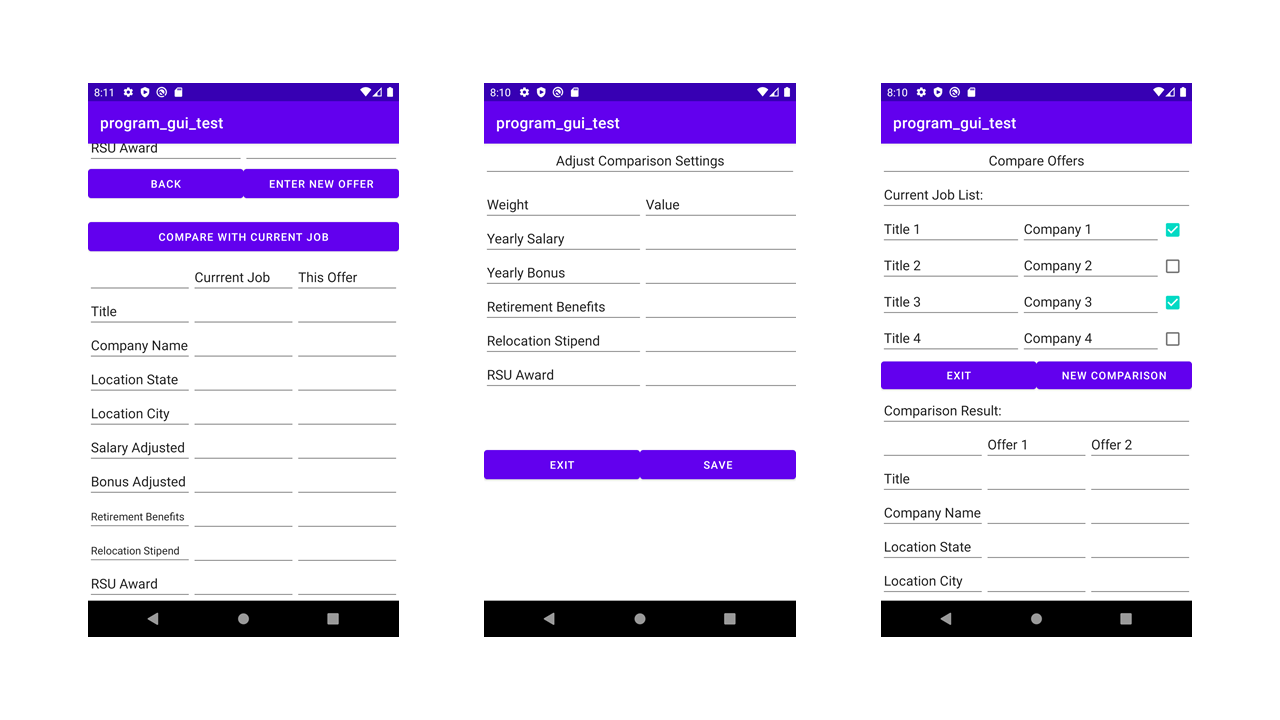 8:11
program_gui_test
RSU Award
BACK ENTER NEW OFFER
COMPARE WITH CURRENT JOB
Currrent Job This Offer
Title
Company Name
Location State
Location City
Salary Adjusted
Bonus Adjusted
Retirement Benefits
Relocation Stipend
RSU Award
8:10
program_gui_test
Adjust Comparison Settings
Weight Value
Yearly Salary
Yearly Bonus
Retirement Benefits
Relocation Stipend
RSU Award
EXIT SAVE
8:10
program_gui_test
Compare Offers
Current Job List:
Title 1 Company 1
Title 2 Company 2
Title 3 Company 3
Title 4 Company 4
EXIT NEW COMPARISON
Comparison Result:
Offer 1 Offer 2
Title
Company Name
Location State
Location City